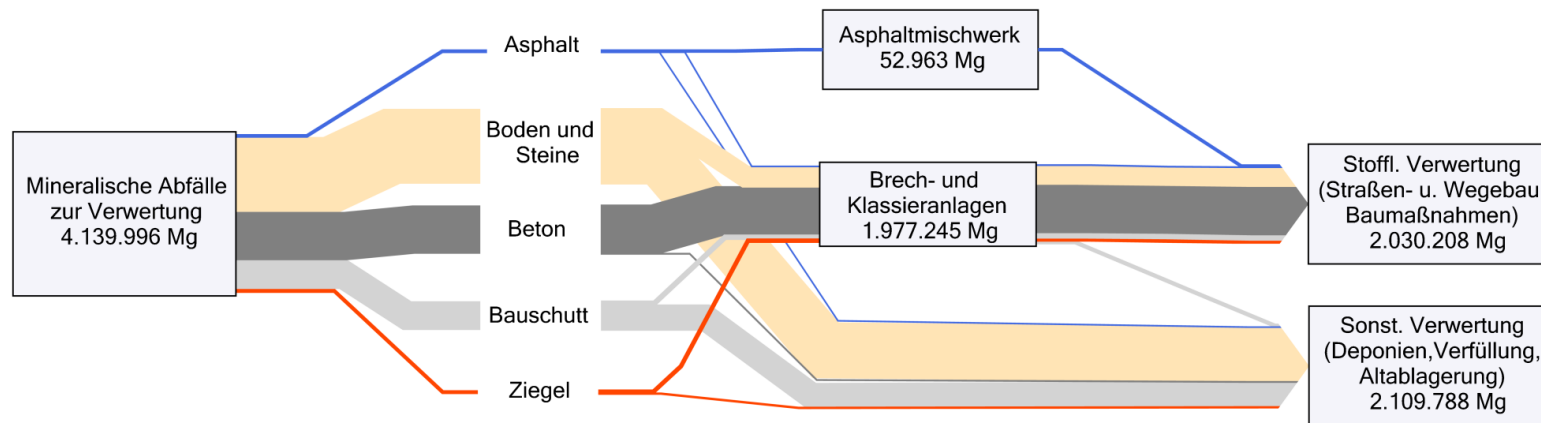 Mineralische Abfälle
zur Verwertung
4.139.996 Mg
Asphalt
Boden und
Steine
Beton
Bauschutt
Ziegel
Asphaltmischwerk
52.963 Mg
Brech- und
Klassieranlagen
1.977.245 Mg
Stoffl. Verwertung
(Straßen- u. Wegebau
Baumaßnahmen)
2.030.208 Mg
Sonst. Verwertung
(Deponien,Verfüllung,
Altablagerung)
2.109.788 Mg